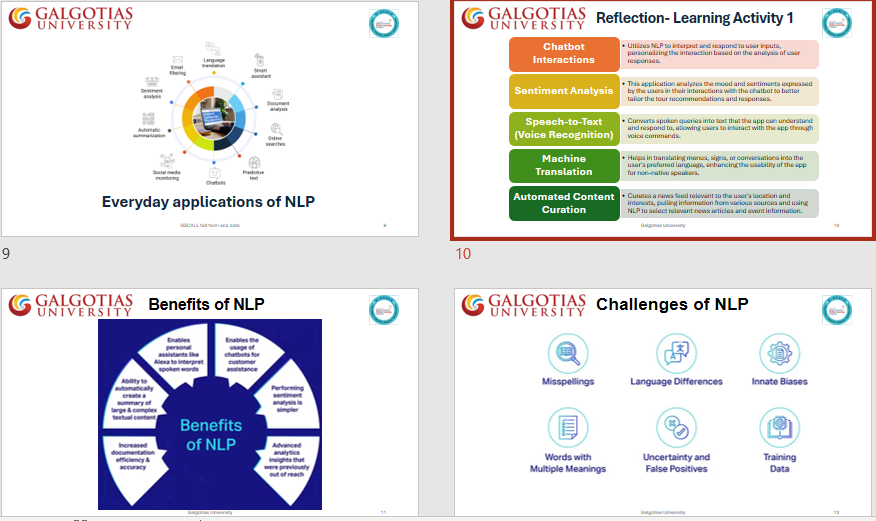 GALGOTIAS
UNIVERSITY
Language
translation
Email
filtering
Smart
assistant
Sentiment
analysis
Document
analysis
Automatic
summarization
Online
searches
Social media
monitoring
Predictive
text
Chatbots
Everyday applications of NLP
9
9
GALGOTIAS
UNIVERSITY
Reflection- Learning Activity 1
Chatbot
Interactions
• Utilizes NLP to interpret and respond to user inputs,
personalizing the interaction based on the analysis of user
responses.
Sentiment Analysis
• This application analyzes the mood and sentiments expressed
by the users in their interactions with the chatbot to better
tailor the tour recommendations and responses.
Speech-to-Text
(Voice Recognition)
• Converts spoken queries into text that the app can understand
and respond to, allowing users to interact with the app through
voice commands.
Machine
Translation
• Helps in translating menus, signs, or conversations into the
user's preferred language, enhancing the usability of the app
for non-native speakers.
Automated Content
Curation
• Curates a news feed relevant to the user's location and
interests, pulling information from various sources and using
NLP to select relevant news articles and event information.
Galgotias University
10
10
GALGOTIAS
UNIVERSITY
Benefits of NLP
Enables
personal
assistants like
Alexa to interpret
spoken words
Enables the
usage of
chatbots for
customer
assistance
Ability to
automatically
create a
summary of
large & complex
textual content
Performing
sentiment
analysis is
simpler
Benefits
of NLP
Increased
documentation
efficiency &
accuracy
Advanced
analytics
insights that
were previously
out of reach
Galgotias University
11
GALGOTIAS
UNIVERSITY
Challenges of NLP
Misspellings
Language Differences
Innate Biases
Words with
Multiple Meanings
Uncertainty and
False Positives
Training
Data
Galgotias University
12